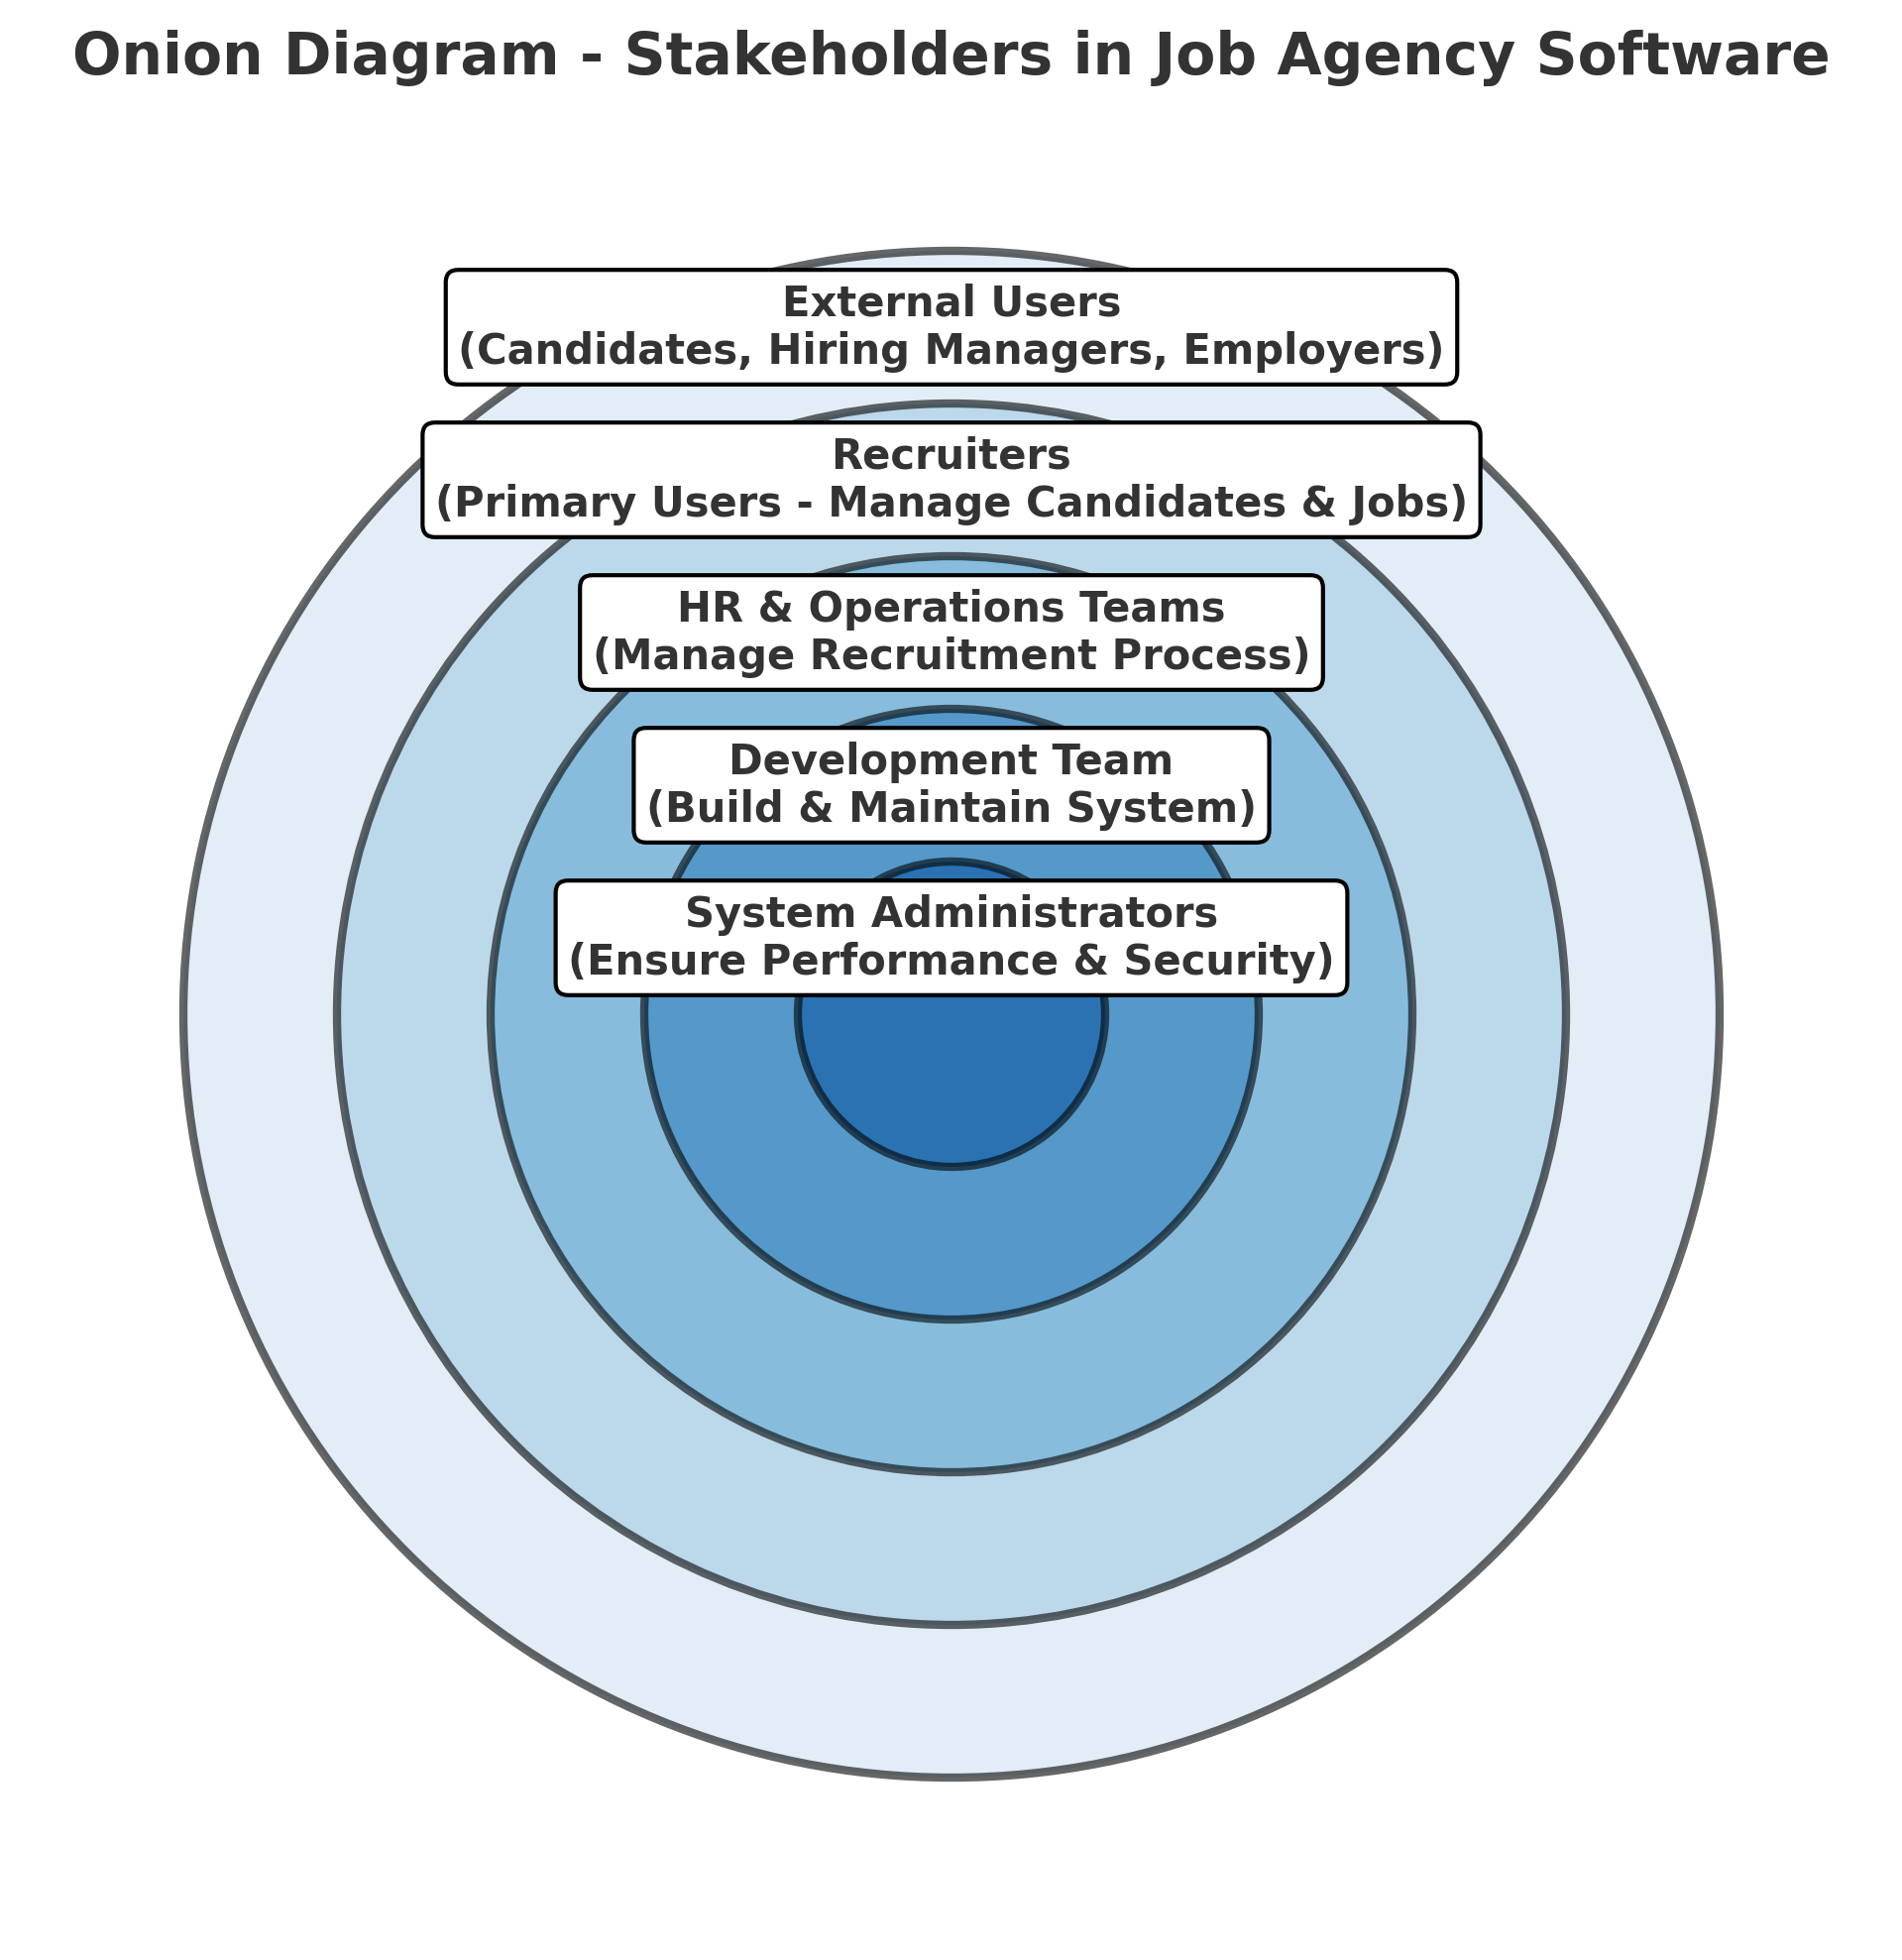 Onion Diagram - Stakeholders in Job Agency Software
External Users
(Candidates, Hiring Managers, Employers)
Recruiters
(Primary Users - Manage Candidates & Jobs)
HR & Operations Teams
(Manage Recruitment Process)
Development Team
(Build & Maintain System)
System Administrators
(Ensure Performance & Security)